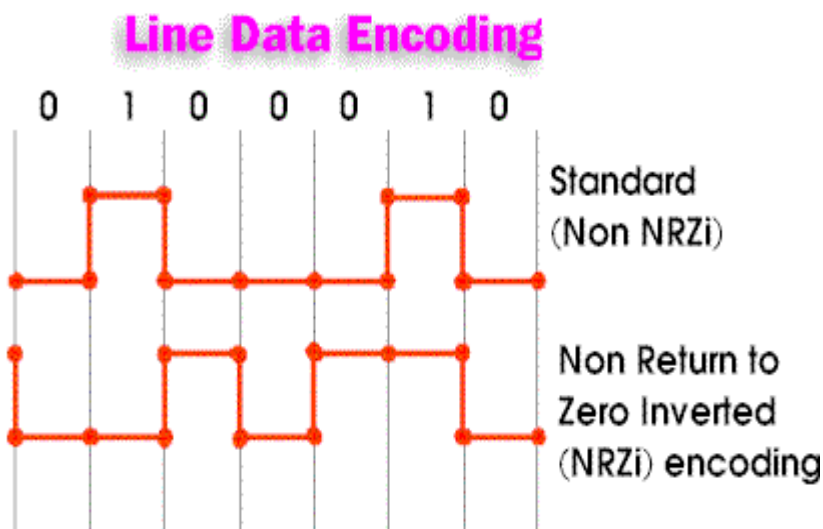 Line Data Encoding
0 1 0 0 0 1 0
Standard
(Non NRZi)
Non Return to
Zero Inverted
(NRZi) encoding